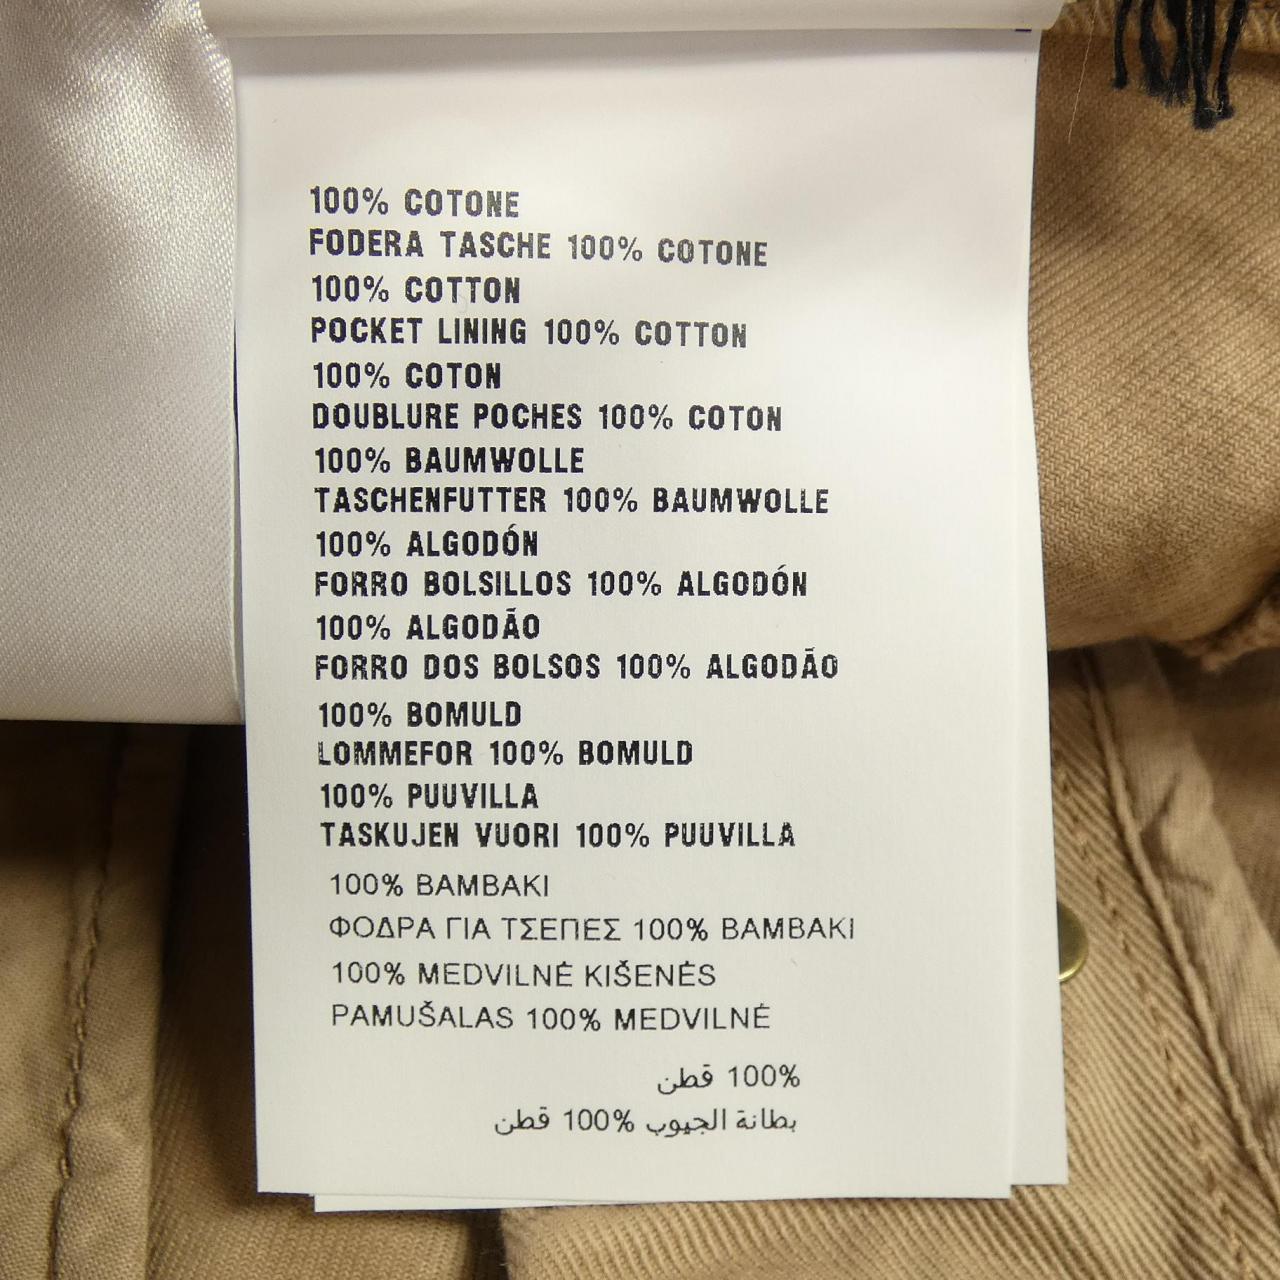 100% COTONE
FODERA TASCHE 100% COTONE
100% COTTON
POCKET LINING 100% COTTON
100% COTON
DOUBLURE POCHES 100% COTON
100% BAUMWOLLE
TASCHENFUTTER 100% BAUMWOLLE
100% ALGODÓN
FORRO BOLSILLOS 100% ALGODÓN
100% ALGODÃO
FORRO DOS BOLSOS 100% ALGODÃO
100% BOMULD
LOMMEFOR 100% BOMULD
100% PUUVILLA
TASKUJEN VUORI 100% PUUVILLA
100% ΒΑΜΒΑΚΙ
ΦΟΔΡΑ ΓΙΑ ΤΣΕΠΕΣ 100% ΒΑΜΒΑΚΙ
100% MEDVILNĖ KIŠENĖS
PAMUŠALAS 100% MEDVILNĖ
100% قطن
بطانة الجيوب 100% قطن